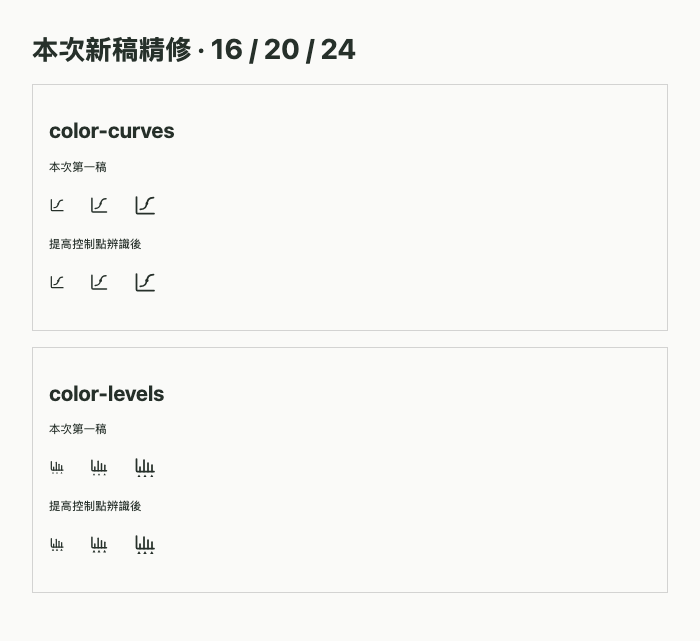 本次新稿精修 · 16 / 20 / 24
color-curves
本次第一稿
提高控制點辨識後
color-levels
本次第一稿
提高控制點辨識後